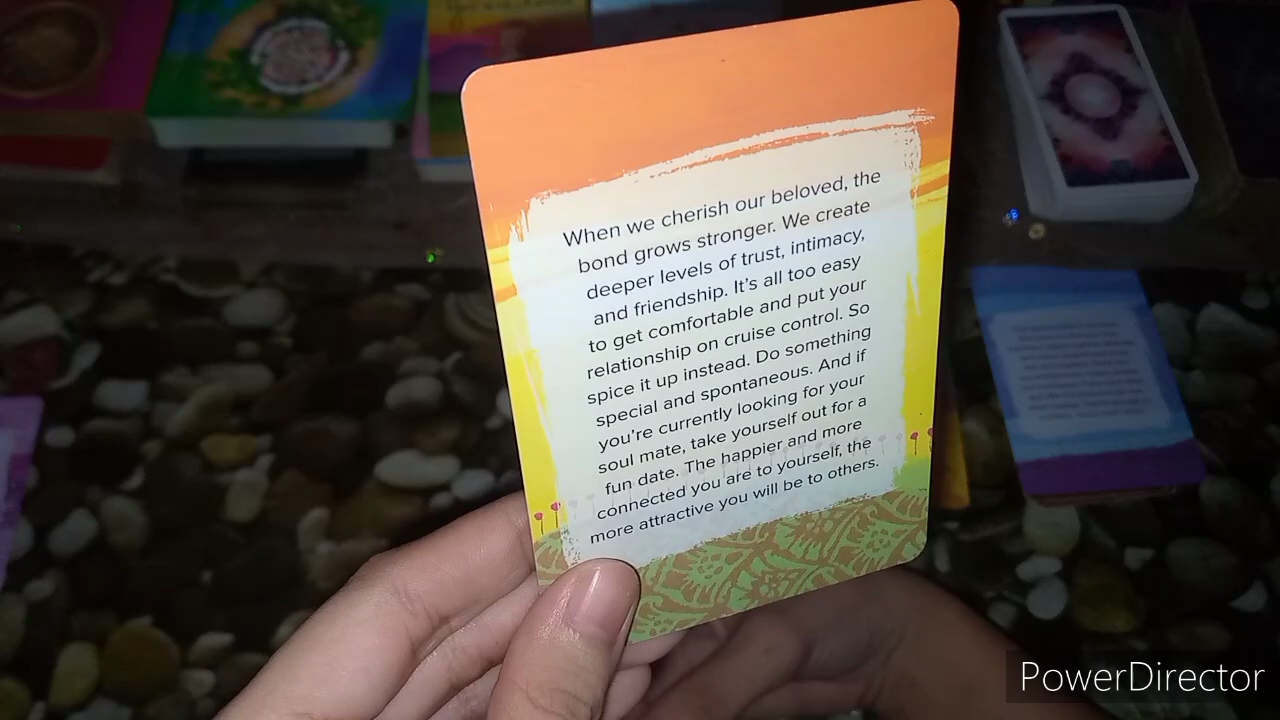 When we cherish our beloved, the
bond grows stronger. We create
deeper levels of trust, intimacy,
and friendship. It's all too easy
to get comfortable and put your
relationship on cruise control. So
spice it up instead. Do something
special and spontaneous. And if
you're currently looking for your
soul mate, take yourself out for a
fun date. The happier and more
connected you are to yourself, the
more attractive you will be to others.
PowerDirector